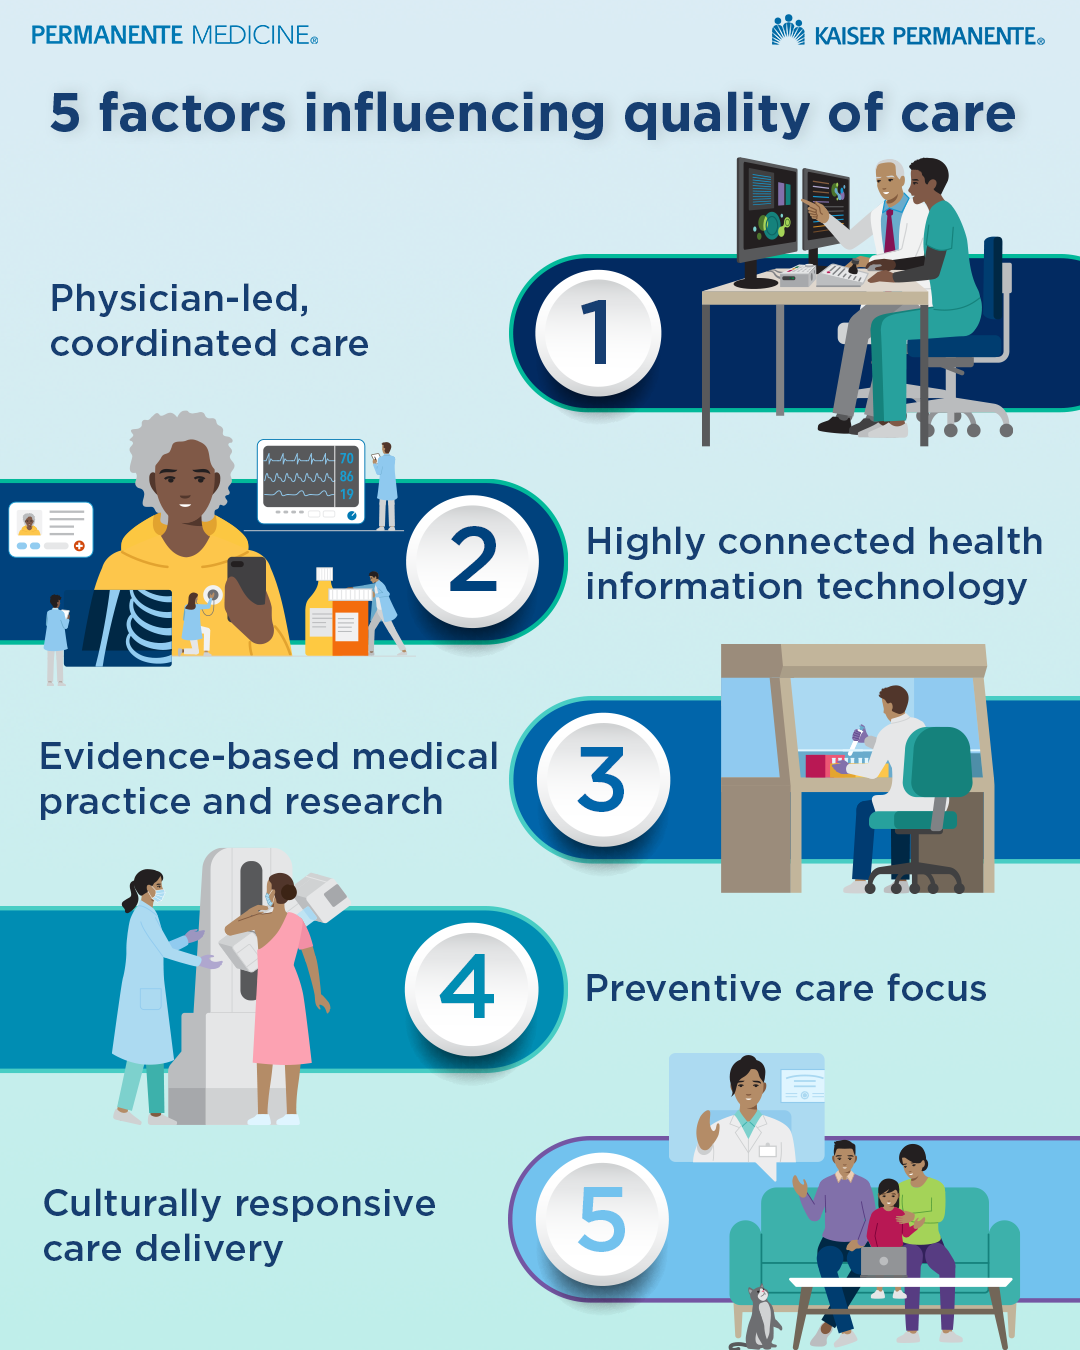 PERMANENTE MEDICINE®
KAISER PERMANENTE®
5 factors influencing quality of care
Physician-led,
coordinated care
1
70
86
19
2
Highly connected health
information technology
Evidence-based medical
practice and research
3
4
Preventive care focus
Culturally responsive
care delivery
5